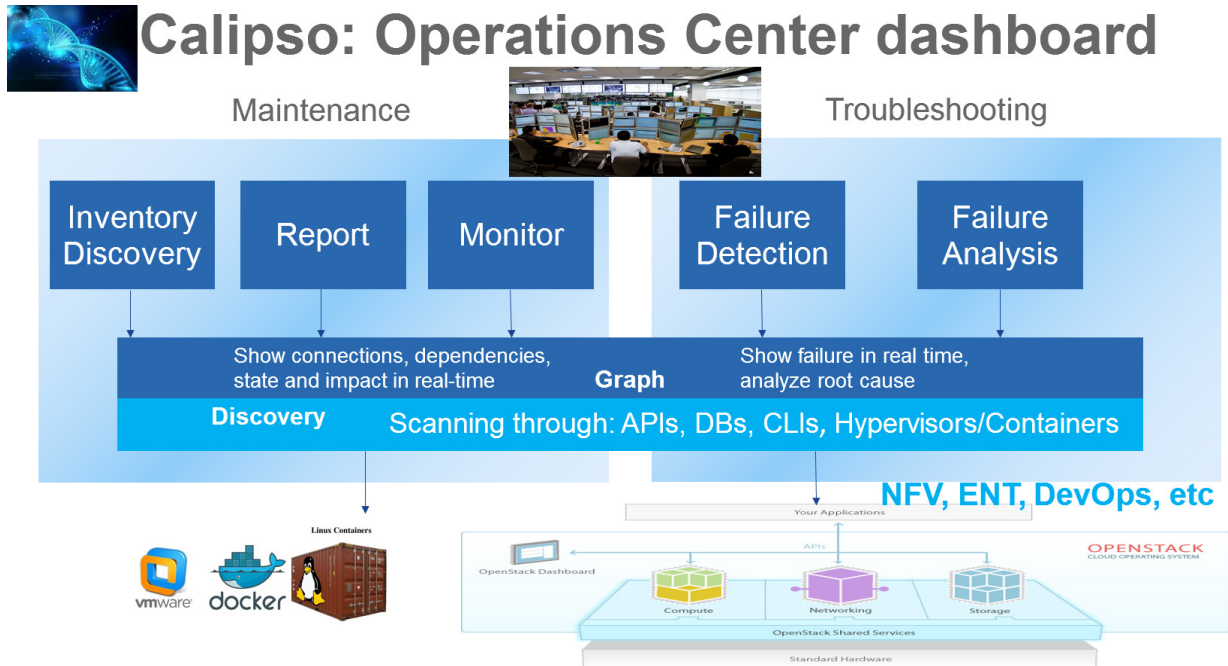 Calipso: Operations Center dashboard
Maintenance
Troubleshooting
Inventory
Discovery
Report
Monitor
Failure
Detection
Failure
Analysis
Show connections, dependencies,
state and impact in real-time
Graph
Show failure in real time,
analyze root cause
Discovery
Scanning through: APIs, DBs, CLIs, Hypervisors/Containers
NFV, ENT, DevOps, etc
Linux Containers
vmware
docker
Your Applications
APIs
OpenStack Dashboard
OPENSTACK
CLOUD OPERATING SYSTEM
Compute
Networking
Storage
OpenStack Shared Services
Standard Hardware